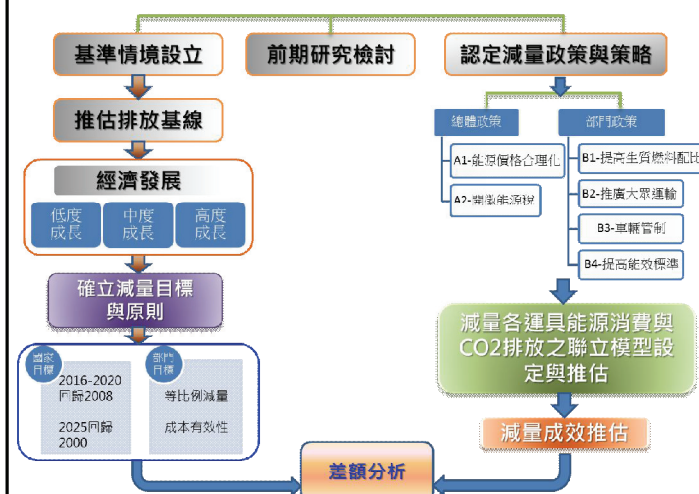 基準情境設立
前期研究檢討
認定減量政策與策略
推估排放基線
經濟發展
低度
成長
中度
成長
高度
成長
確立減量目標
與原則
國家
目標
2016-2020
回歸2008
2025回歸
2000
部門
目標
等比例減量
成本有效性
總體政策
A1-能源價格合理化
A2-開徵能源稅
部門政策
B1-提高生質燃料配比
B2-推廣大眾運輸
B3-車輛管制
B4-提高能效標準
減量各運具能源消費與
CO2排放之聯立模型設
定與推估
減量成效推估
差額分析